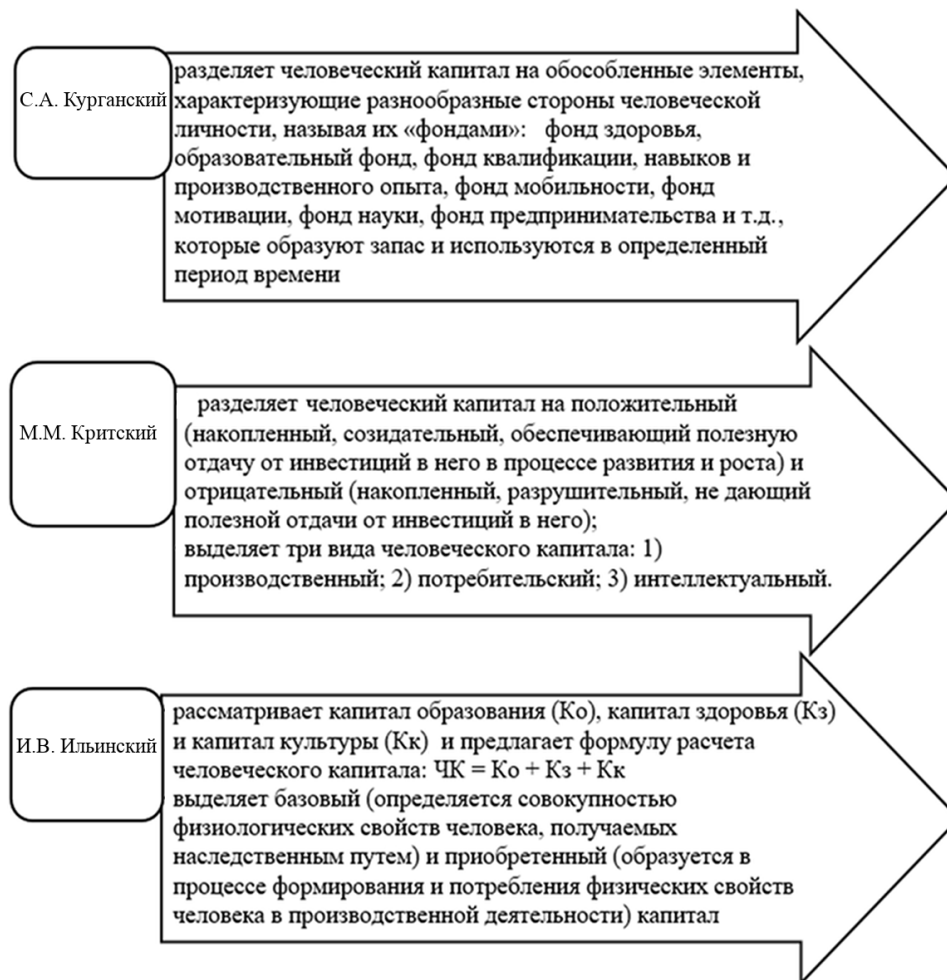 С.А. Курганский
разделяет человеческий капитал на обособленные элементы,
характеризующие разнообразные стороны человеческой
личности, называя их «фондами»: фонд здоровья,
образовательный фонд, фонд квалификации, навыков и
производственного опыта, фонд мобильности, фонд
мотивации, фонд науки, фонд предпринимательства и т.д.,
которые образуют запас и используются в определенный
период времени
М.М. Критский
разделяет человеческий капитал на положительный
(накопленный, созидательный, обеспечивающий полезную
отдачу от инвестиций в него в процессе развития и роста) и
отрицательный (накопленный, разрушительный, не дающий
полезной отдачи от инвестиций в него);
выделяет три вида человеческого капитала: 1)
производственный; 2) потребительский; 3) интеллектуальный.
И.В. Ильинский
рассматривает капитал образования (Ко), капитал здоровья (Кз)
и капитал культуры (Кк) и предлагает формулу расчета
человеческого капитала: ЧК = Ко + Кз + Кк
выделяет базовый (определяется совокупностью
физиологических свойств человека, получаемых
наследственным путем) и приобретенный (образуется в
процессе формирования и потребления физических свойств
человека в производственной деятельности) капитал